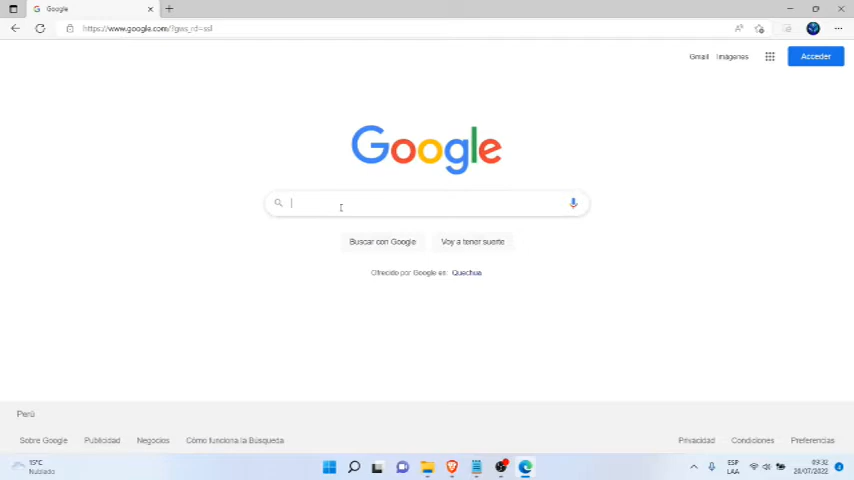 Google
https://www.google.com/?gws_rd=ssl
Gmail Imágenes Acceder
Google
Buscar con Google Voy a tener suerte
Ofrecido por Google en: Quechua
Perú
Sobre Google Publicidad Negocios Cómo funciona la Búsqueda Privacidad Condiciones Preferencias
15°C
Nublado
ESP
LAA
09:32
20/07/2022